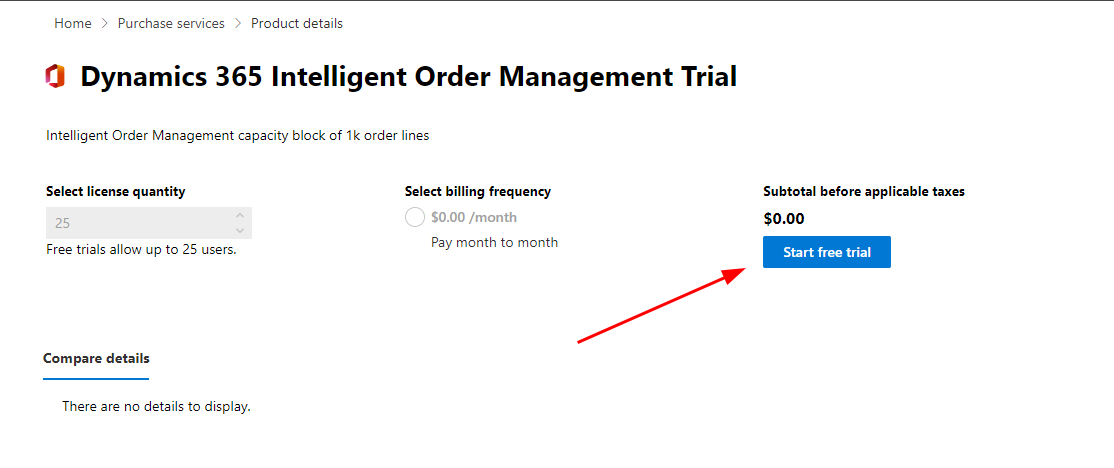 Home > Purchase services > Product details
Dynamics 365 Intelligent Order Management Trial
Intelligent Order Management capacity block of 1k order lines
Select license quantity
25
Free trials allow up to 25 users.
Select billing frequency
$0.00 /month
Pay month to month
Subtotal before applicable taxes
$0.00
Start free trial
Compare details
There are no details to display.